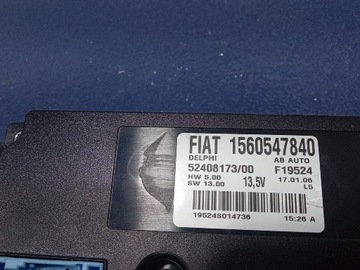 FIAT 1560547840
DELPHI AB AUTO
52408173/00 F19524
HW 5.00 13,5V 17.01.06
SW 13.00 L5
19524S014736 15:26 A